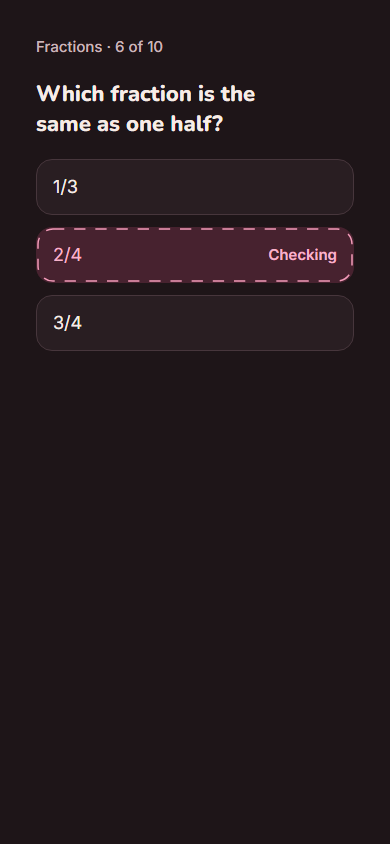 Fractions · 6 of 10
Which fraction is the
same as one half?
1/3
2/4 Checking
3/4